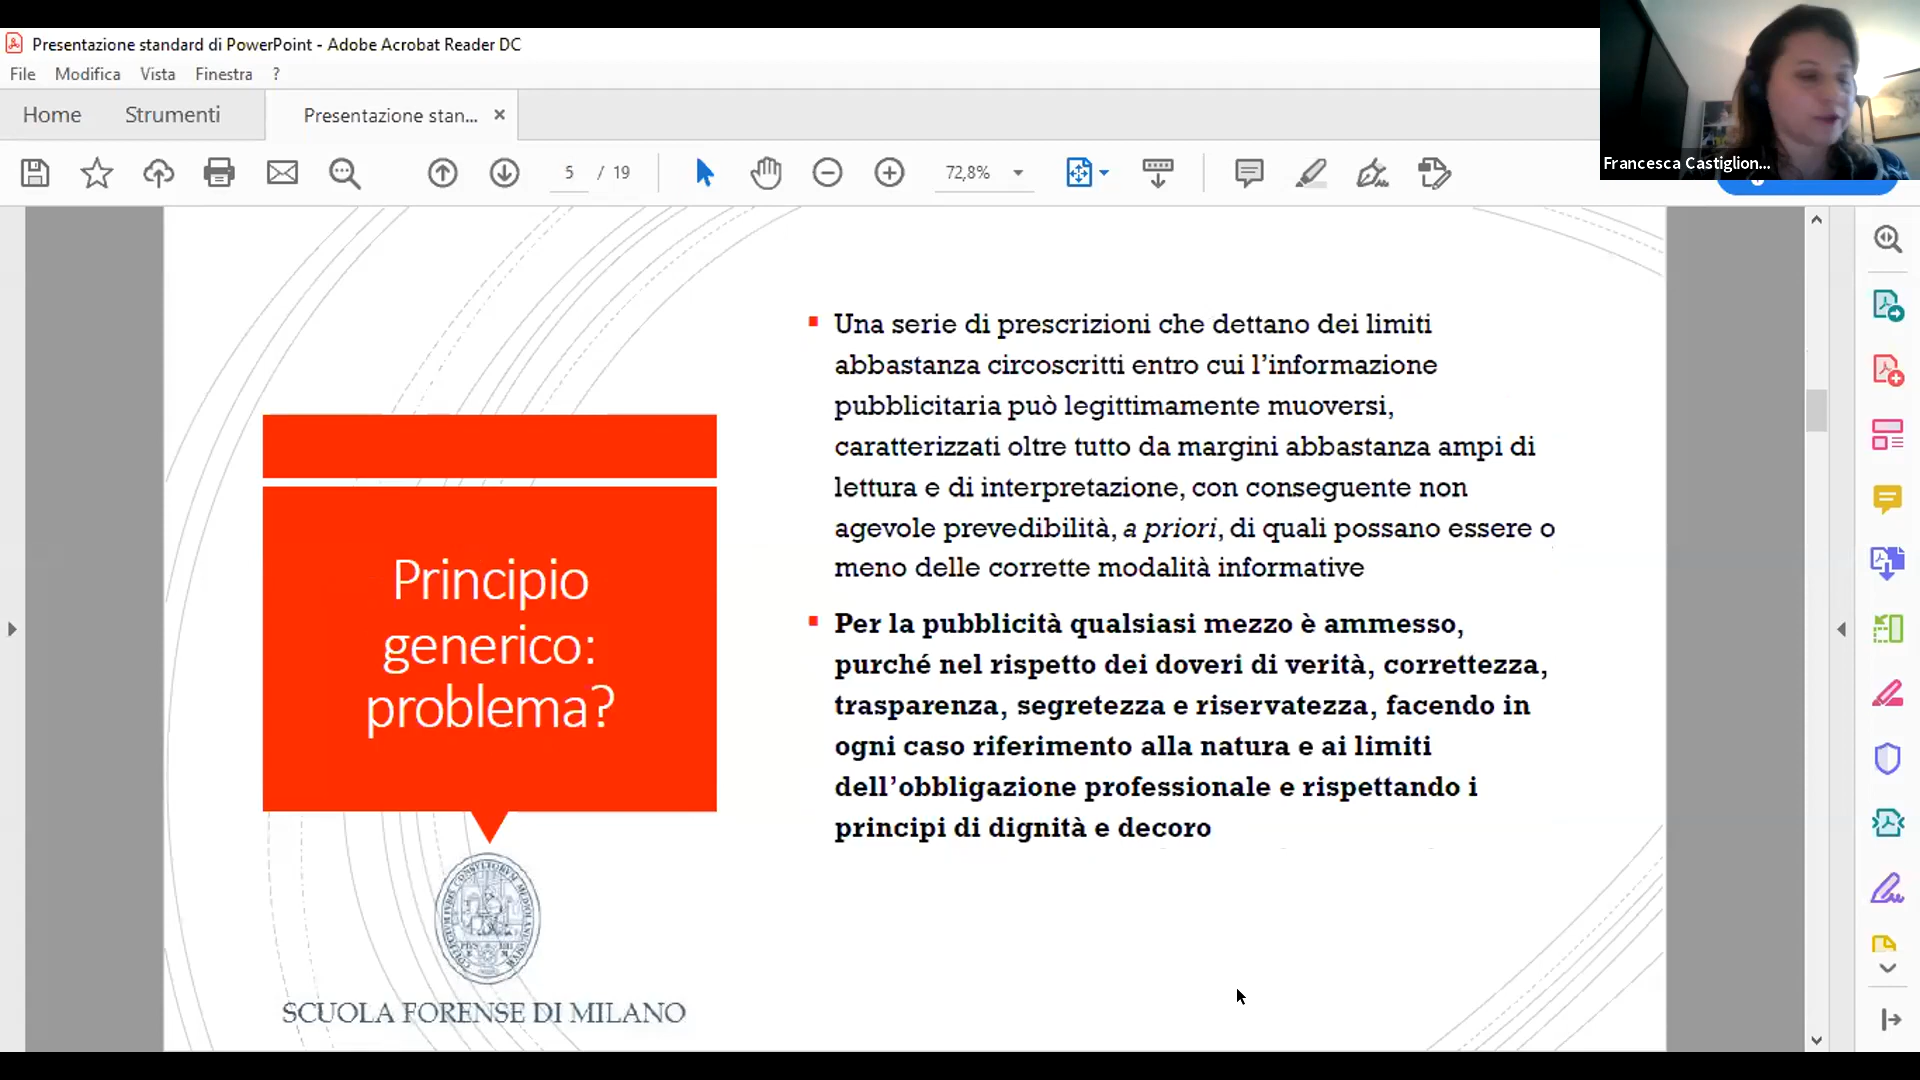 Presentazione standard di PowerPoint - Adobe Acrobat Reader DC
File Modifica Vista Finestra ?
Home Strumenti Presentazione stan... ×
5 / 19 72,8%
Francesca Castiglion...
Principio
generico:
problema?
SCUOLA FORENSE DI MILANO
Una serie di prescrizioni che dettano dei limiti
abbastanza circoscritti entro cui l’informazione
pubblicitaria può legittimamente muoversi,
caratterizzati oltre tutto da margini abbastanza ampi di
lettura e di interpretazione, con conseguente non
agevole prevedibilità, a priori, di quali possano essere o
meno delle corrette modalità informative
Per la pubblicità qualsiasi mezzo è ammesso,
purché nel rispetto dei doveri di verità, correttezza,
trasparenza, segretezza e riservatezza, facendo in
ogni caso riferimento alla natura e ai limiti
dell’obbligazione professionale e rispettando i
principi di dignità e decoro